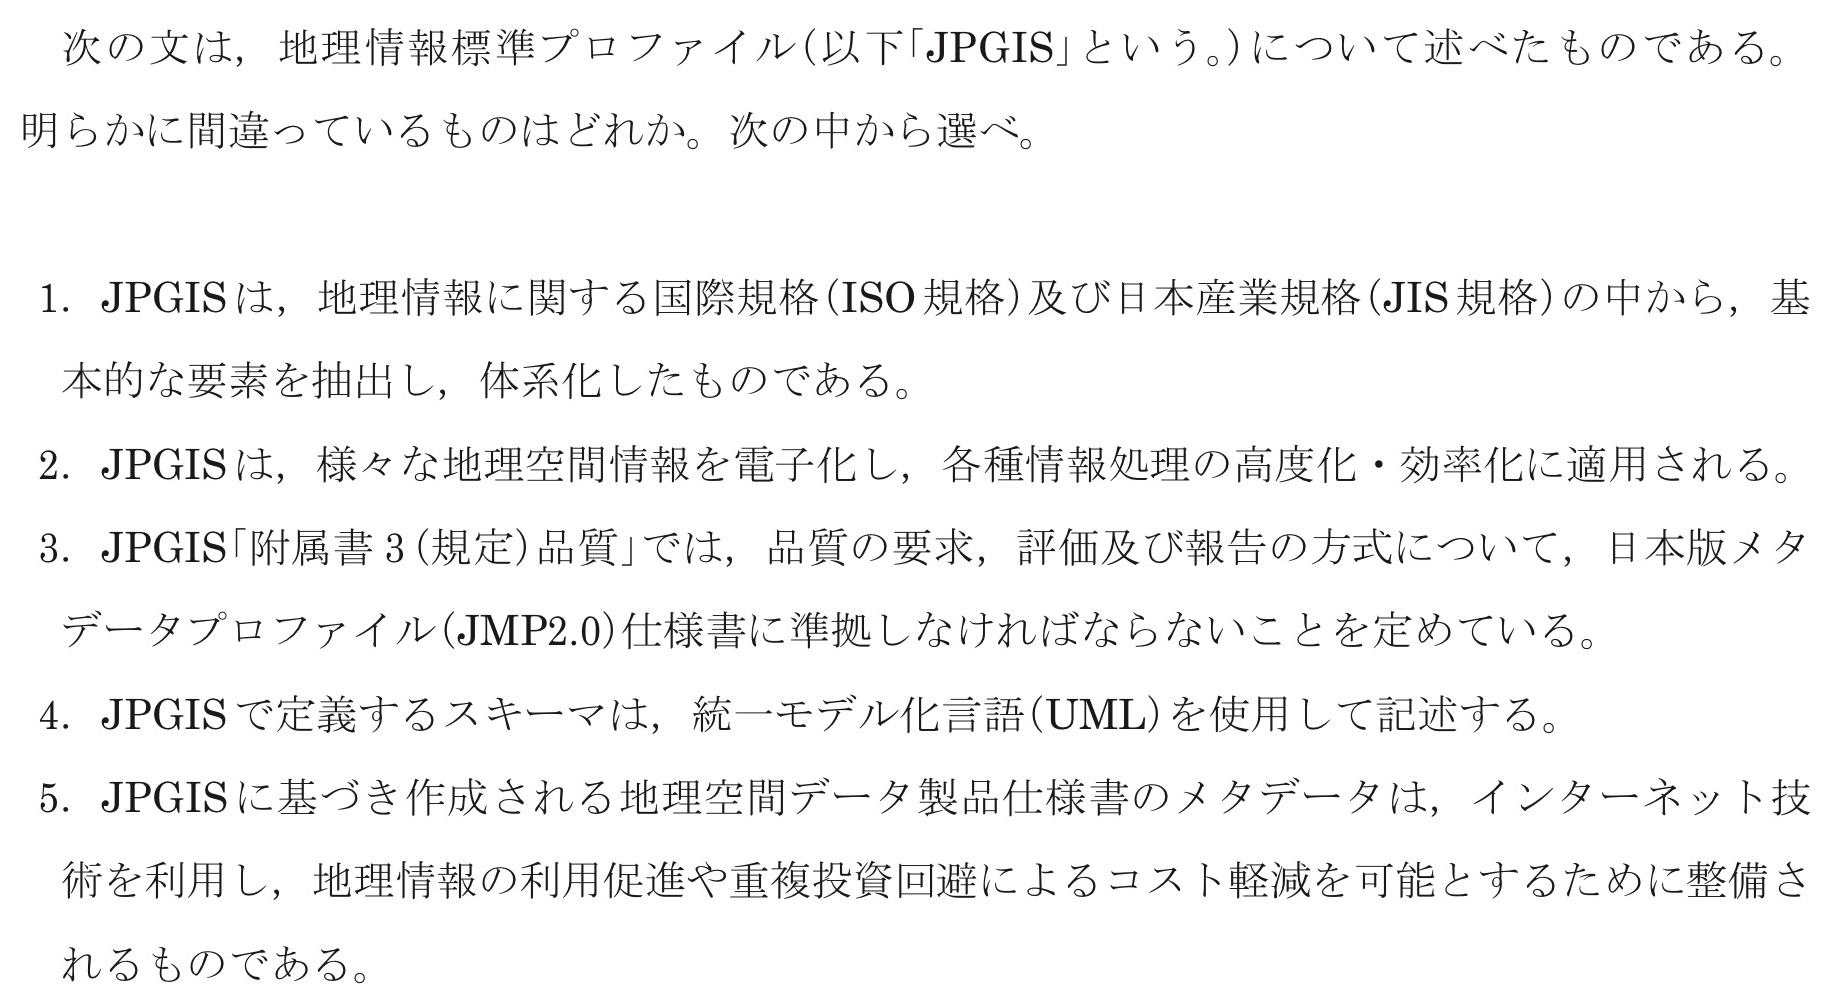 次の文は，地理情報標準プロファイル(以下「JPGIS」という。)について述べたものである。
明らかに間違っているものはどれか。次の中から選べ。
1. JPGISは，地理情報に関する国際規格(ISO規格)及び日本産業規格(JIS規格)の中から，基
本的な要素を抽出し，体系化したものである。
2. JPGISは，様々な地理空間情報を電子化し，各種情報処理の高度化・効率化に適用される。
3. JPGIS「附属書3(規定)品質」では，品質の要求，評価及び報告の方式について，日本版メタ
データプロファイル(JMP2.0)仕様書に準拠しなければならないことを定めている。
4. JPGISで定義するスキーマは，統一モデル化言語(UML)を使用して記述する。
5. JPGISに基づき作成される地理空間データ製品仕様書のメタデータは，インターネット技
術を利用し，地理情報の利用促進や重複投資回避によるコスト軽減を可能とするために整備さ
れるものである。